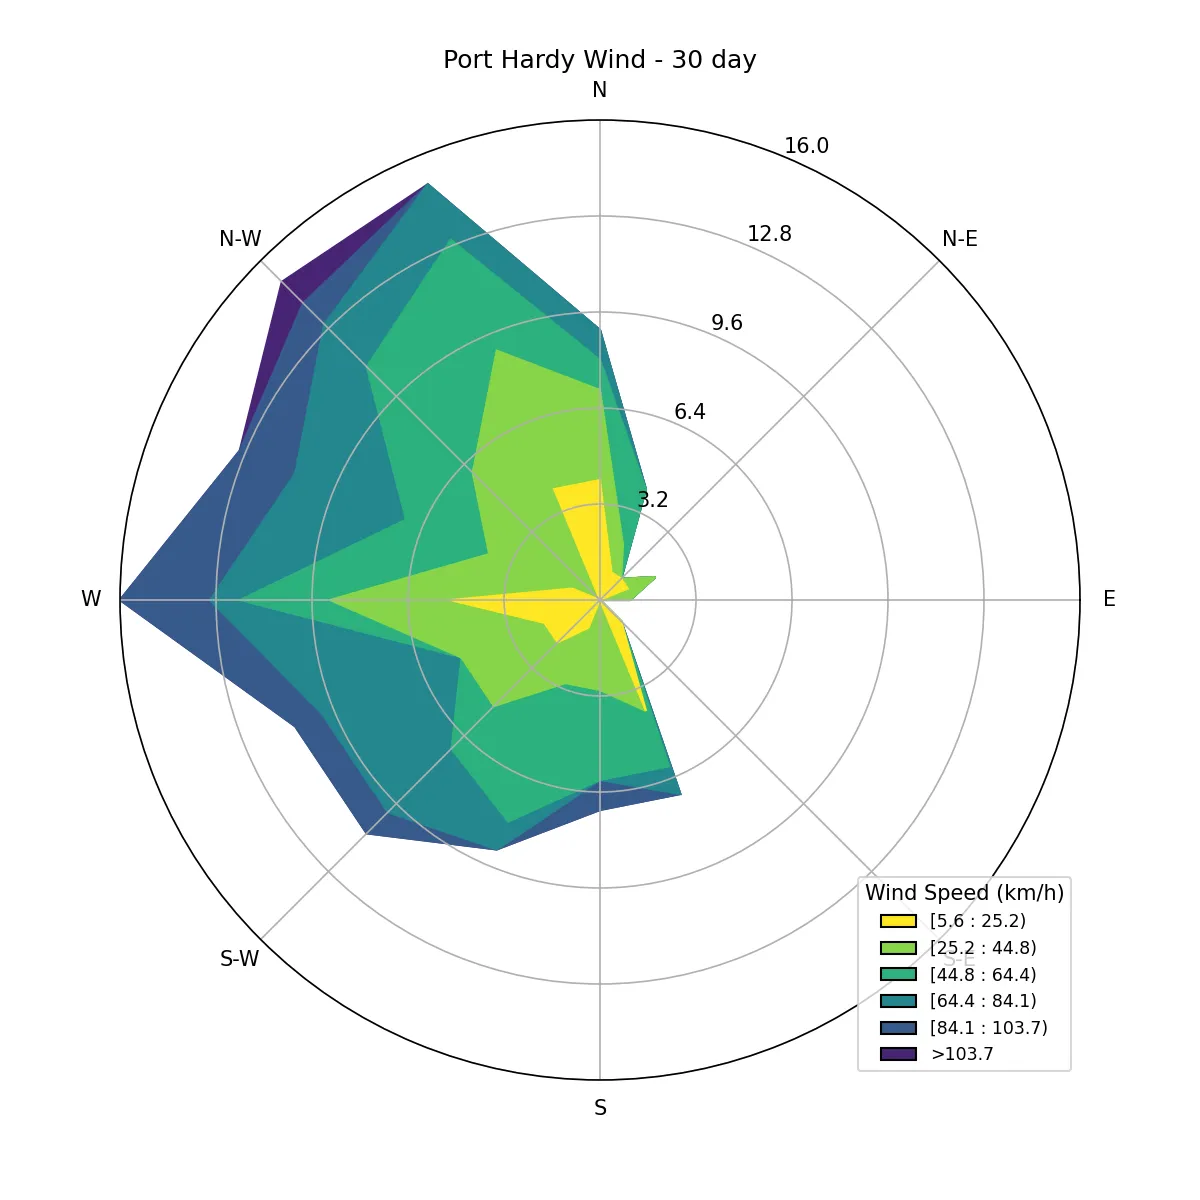 Port Hardy Wind - 30 day
N
16.0
N-W
12.8
N-E
9.6
6.4
3.2
W
E
Wind Speed (km/h)
[5.6 : 25.2)
[25.2 : 44.8)
S-W
S-E
[44.8 : 64.4)
[64.4 : 84.1)
[84.1 : 103.7)
>103.7
S